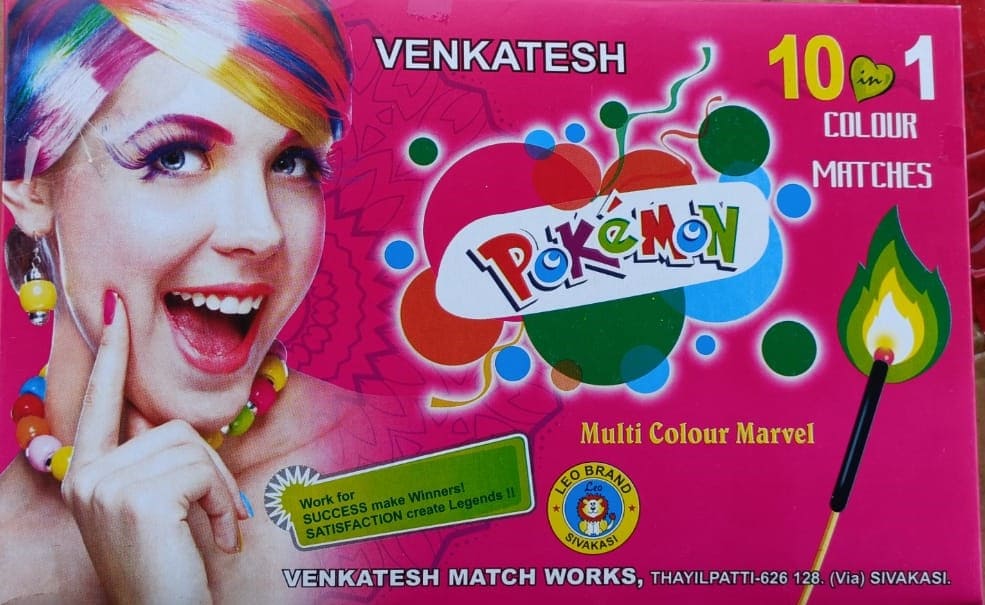 VENKATESH
10 in 1
COLOUR
MATCHES
POKéMON
Multi Colour Marvel
Work for
SUCCESS make Winners!
SATISFACTION create Legends !!
LEO BRAND
Leo
SIVAKASI
VENKATESH MATCH WORKS, THAYILPATTI-626 128. (Via) SIVAKASI.